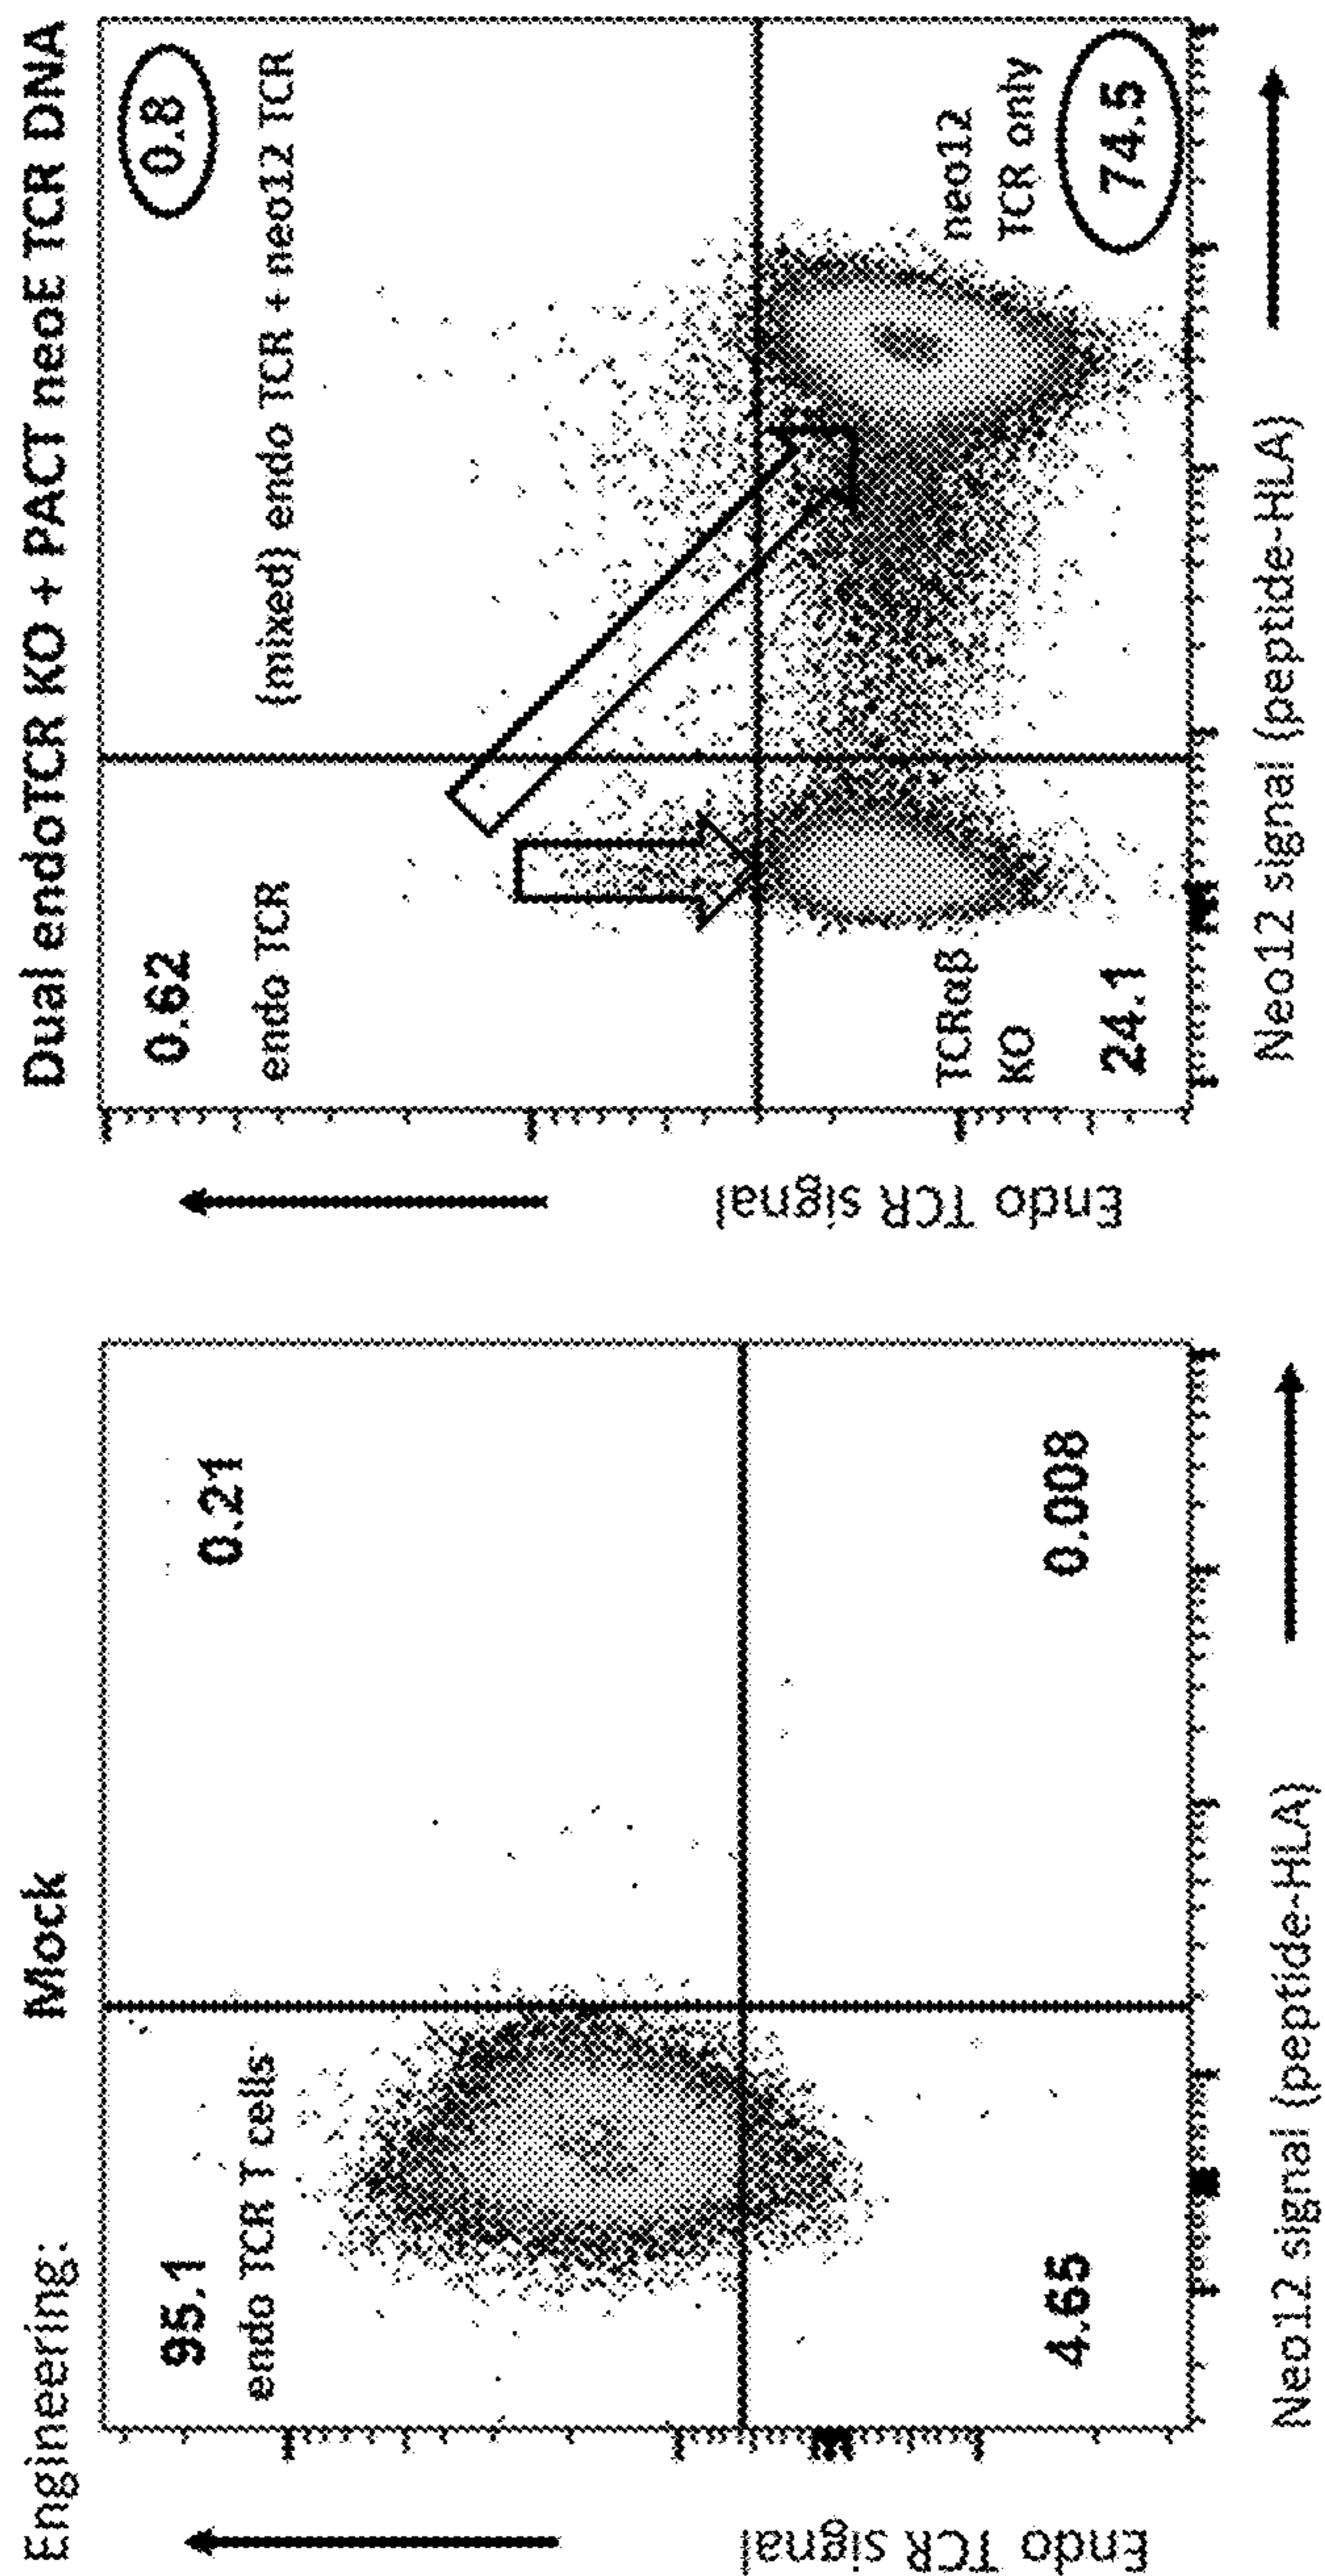 Engineering:
Mock
95.1
endo TCR T cells
0.21
4.65
0.008
Endo TCR signal
Neo12 signal (peptide-HLA)
Dual endoTCR KO + PACT neoE TCR DNA
0.62
endo TCR
0.8
(mixed) endo TCR + neo12 TCR
TCRαβ
KO
24.1
neo12
TCR only
74.5
Endo TCR signal
Neo12 signal (peptide-HLA)